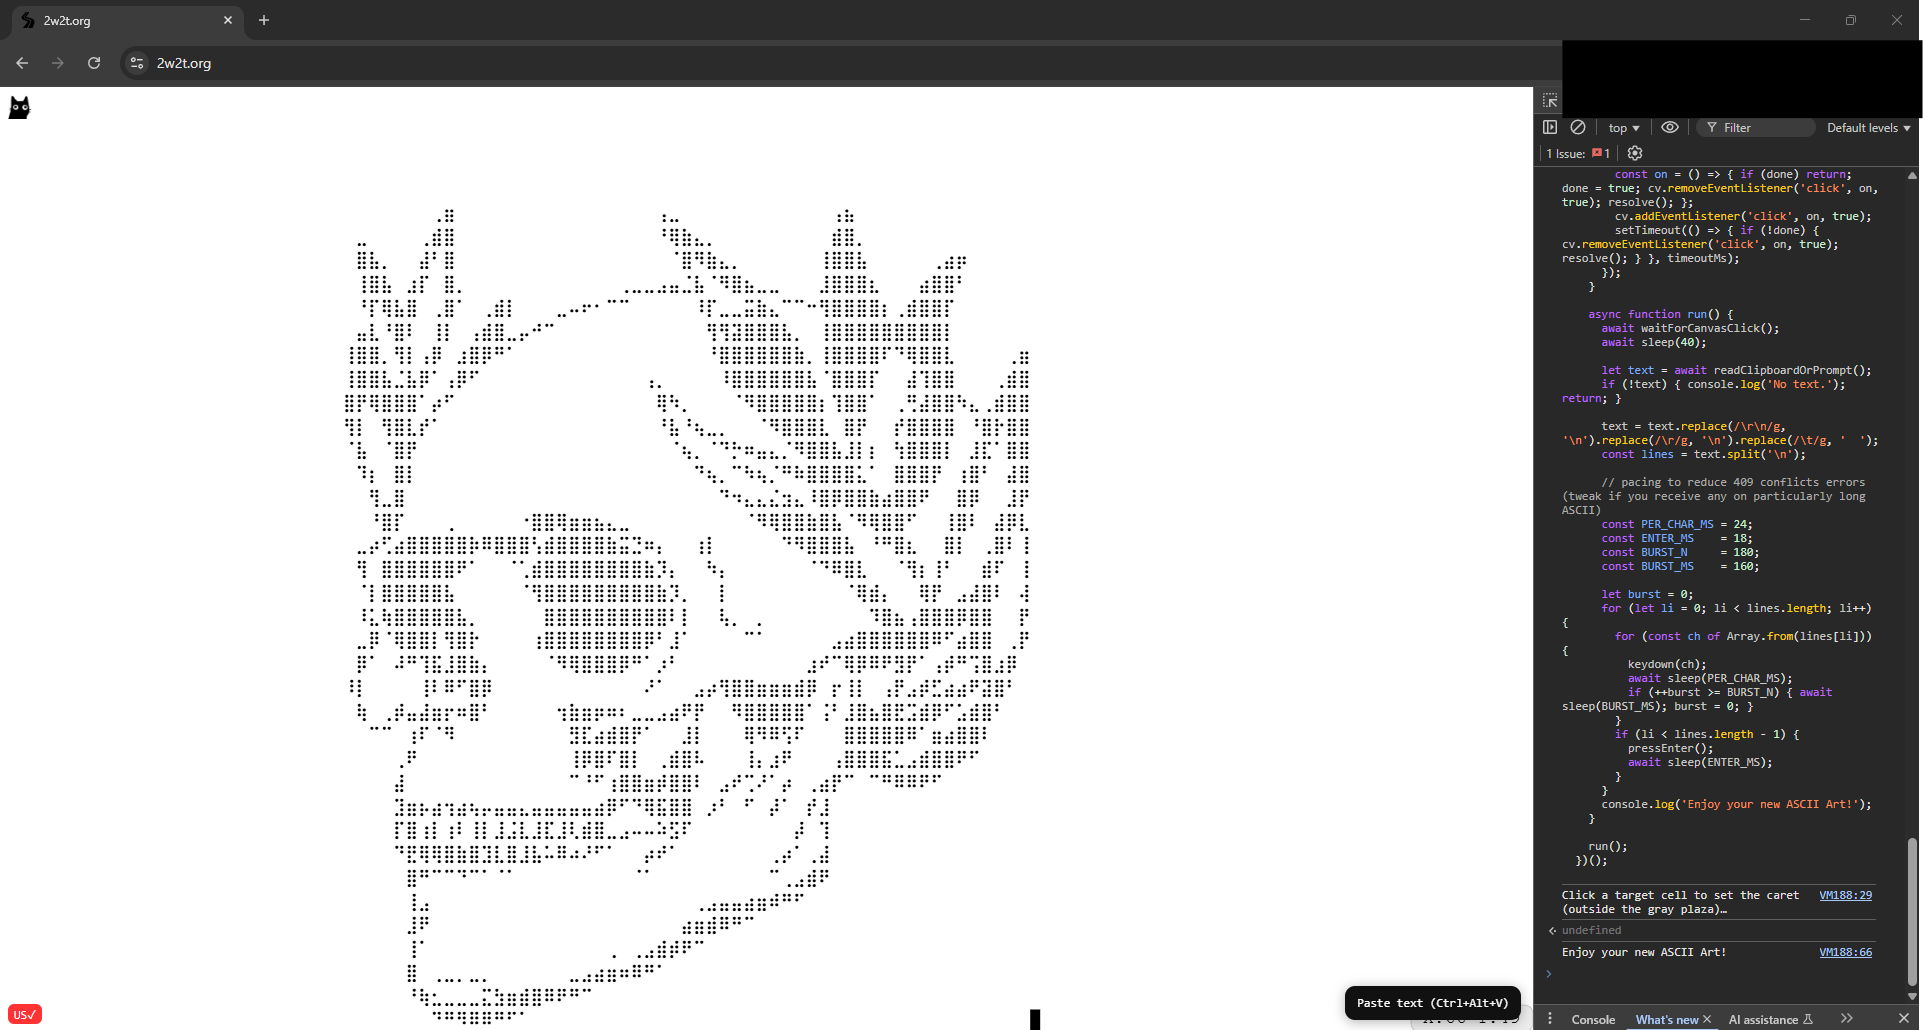 2w2t.org
2w2t.org
top
Filter
Default levels
1 Issue: 1
const on = () => { if (done) return;
done = true; cv.removeEventListener('click', on,
true); resolve(); };
cv.addEventListener('click', on, true);
setTimeout(() => { if (!done) {
cv.removeEventListener('click', on, true);
resolve(); } }, timeoutMs);
});
}
async function run() {
await waitForCanvasClick();
await sleep(40);
let text = await readClipboardOrPrompt();
if (!text) { console.log('No text.');
return; }
text = text.replace(/\r\n/g,
'\n').replace(/\r/g, '\n').replace(/\t/g, '  ');
const lines = text.split('\n');
// pacing to reduce 409 conflicts errors
(tweak if you receive any on particularly long
ASCII)
const PER_CHAR_MS = 24;
const ENTER_MS    = 18;
const BURST_N     = 180;
const BURST_MS    = 160;
let burst = 0;
for (let li = 0; li < lines.length; li++)
{
for (const ch of Array.from(lines[li]))
{
keydown(ch);
await sleep(PER_CHAR_MS);
if (++burst >= BURST_N) { await
sleep(BURST_MS); burst = 0; }
}
if (li < lines.length - 1) {
pressEnter();
await sleep(ENTER_MS);
}
}
console.log('Enjoy your new ASCII Art!');
}
run();
})();
Click a target cell to set the caret VM188:29
(outside the gray plaza)…
undefined
Enjoy your new ASCII Art! VM188:66
US✓
Paste text (Ctrl+Alt+V)
Console What's new AI assistance